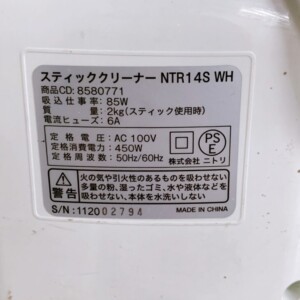 スティッククリーナー NTR14S WH
商品CD: 8580771
吸込仕事率: 85W
質 量: 2kg(スティック使用時)
電流ヒューズ: 6A
定 格 電 圧: AC 100V
定格消費電力: 450W
定格周波数: 50Hz/60Hz
PS
E
株式会社 ニトリ
警告
火の気や引火性のあるものを吸わせない
多量の粉、湿ったゴミ、水や液体などを
吸わせない、本体を水洗いしない
S/N: 112002794 MADE IN CHINA